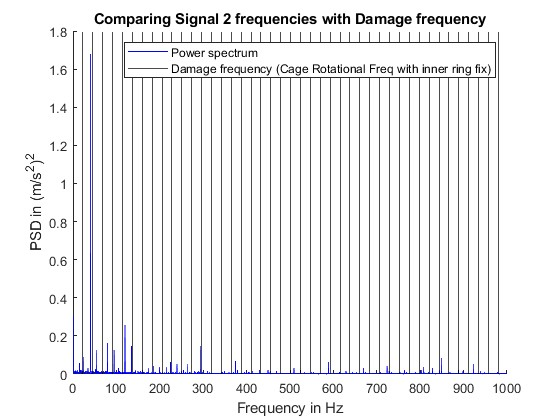 Comparing Signal 2 frequencies with Damage frequency
1.8
1.6
1.4
1.2
1
0.8
0.6
0.4
0.2
0
PSD in (m/s²)²
Power spectrum
Damage frequency (Cage Rotational Freq with inner ring fix)
0 100 200 300 400 500 600 700 800 900 1000
Frequency in Hz